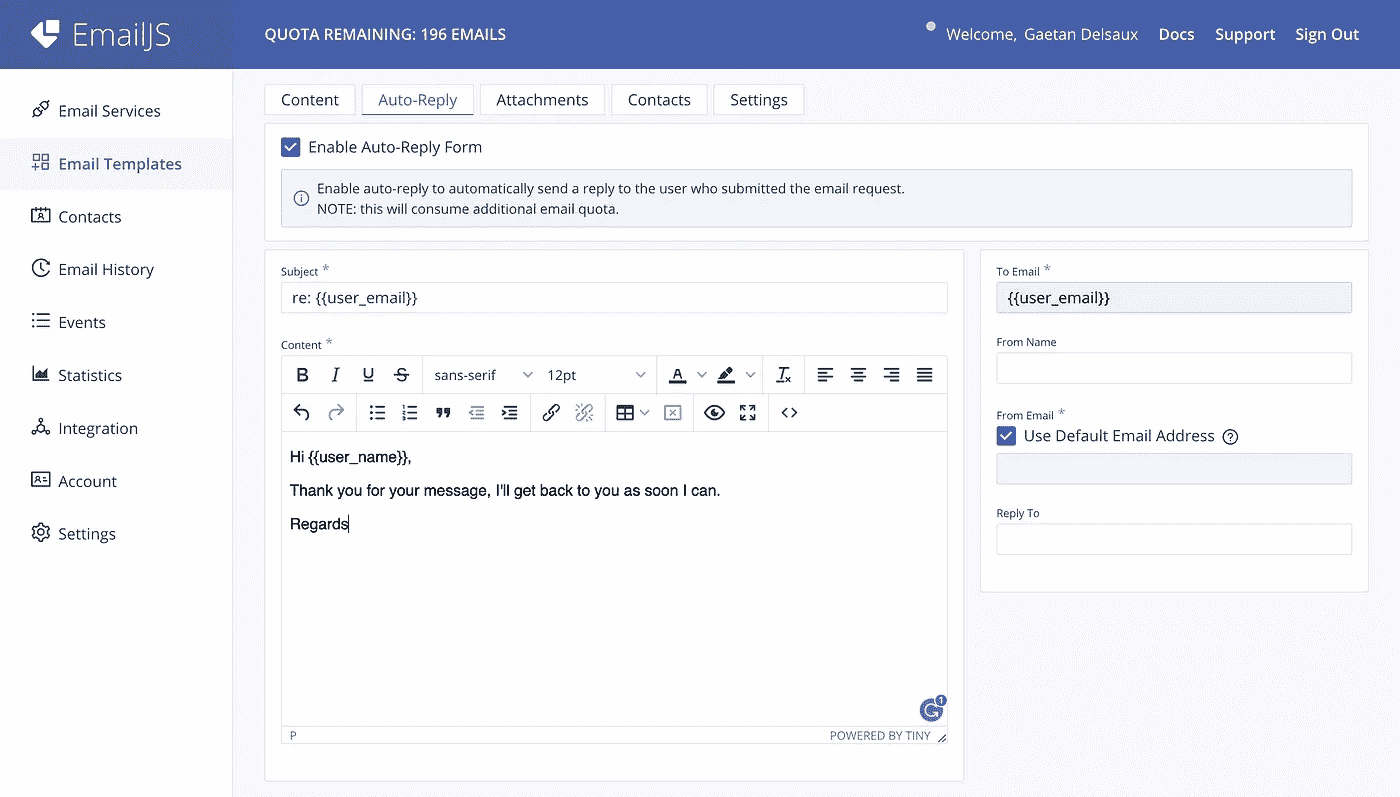 EmailJS
QUOTA REMAINING: 196 EMAILS
Welcome, Gaetan Delsaux
Docs
Support
Sign Out
Email Services
Email Templates
Contacts
Email History
Events
Statistics
Integration
Account
Settings
Content
Auto-Reply
Attachments
Contacts
Settings
Enable Auto-Reply Form
Enable auto-reply to automatically send a reply to the user who submitted the email request.
NOTE: this will consume additional email quota.
Subject *
re: {{user_email}}
Content *
B I U S sans-serif 12pt A
Hi {{user_name}},
Thank you for your message, I'll get back to you as soon I can.
Regards
1
P
POWERED BY TINY
To Email *
{{user_email}}
From Name
From Email *
Use Default Email Address
Reply To